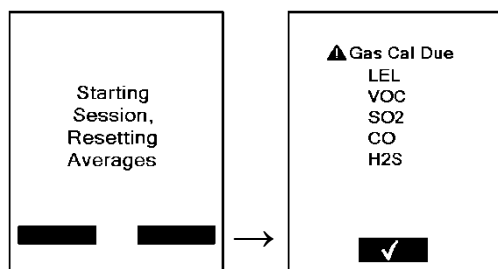 Starting
Session,
Resetting
Averages
Gas Cal Due
LEL
VOC
SO2
CO
H2S